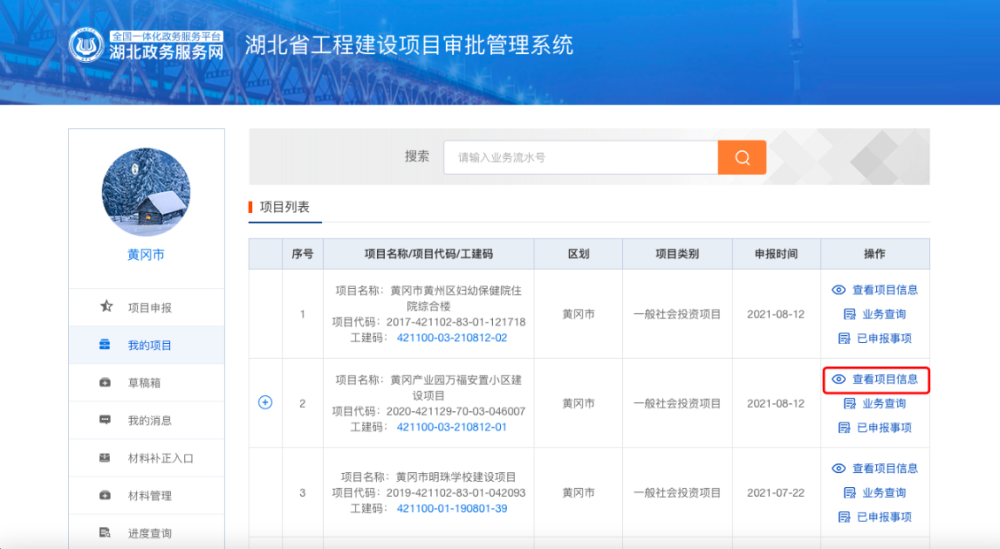 全国一体化政务服务平台
湖北政务服务网
湖北省工程建设项目审批管理系统
黄冈市
项目申报
我的项目
草稿箱
我的消息
材料补正入口
材料管理
进度查询
搜索 请输入业务流水号
项目列表
序号 项目名称/项目代码/工建码 区划 项目类别 申报时间 操作
1
项目名称：黄冈市黄州区妇幼保健院住
院综合楼
项目代码：2017-421102-83-01-121718
工建码：421100-03-210812-02
黄冈市
一般社会投资项目
2021-08-12
查看项目信息
业务查询
已申报事项
2
项目名称：黄冈产业园万福安置小区建
设项目
项目代码：2020-421129-70-03-046007
工建码：421100-03-210812-01
黄冈市
一般社会投资项目
2021-08-12
查看项目信息
业务查询
已申报事项
3
项目名称：黄冈市明珠学校建设项目
项目代码：2019-421102-83-01-042093
工建码：421100-01-190801-39
黄冈市
一般社会投资项目
2021-07-22
查看项目信息
业务查询
已申报事项